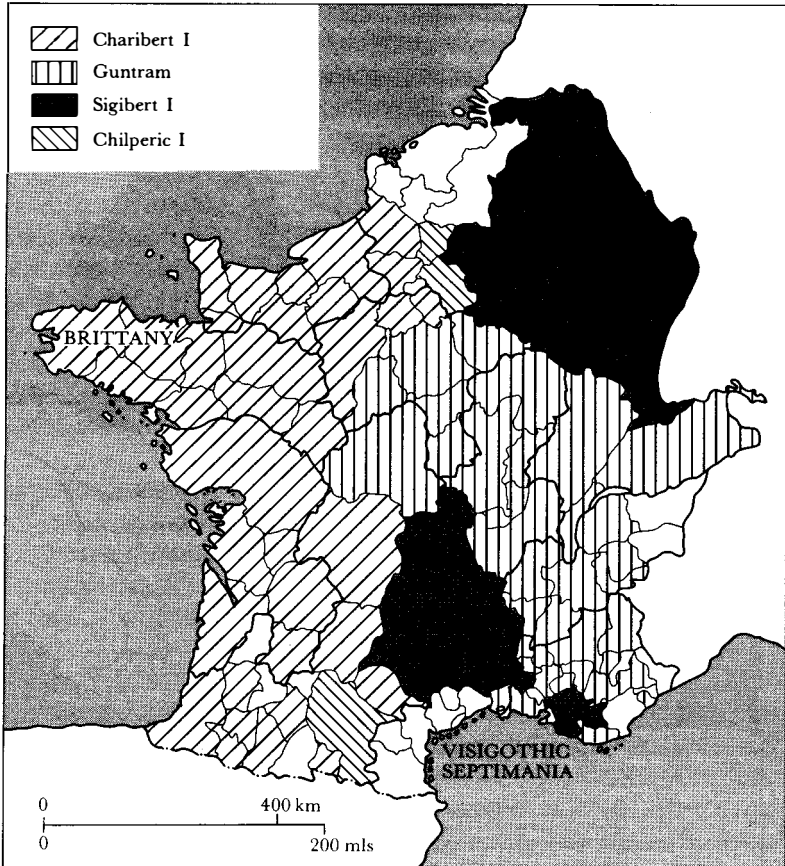 Charibert I
Guntram
Sigibert I
Chilperic I
BRITTANY
VISIGOTHIC
SEPTIMANIA
0 400 km
0 200 mls